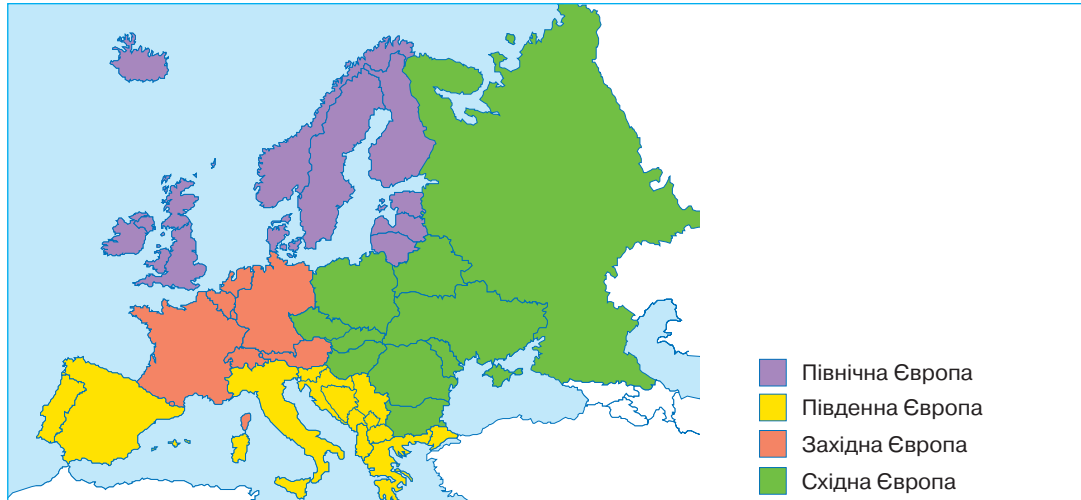 Північна Європа
Південна Європа
Західна Європа
Східна Європа